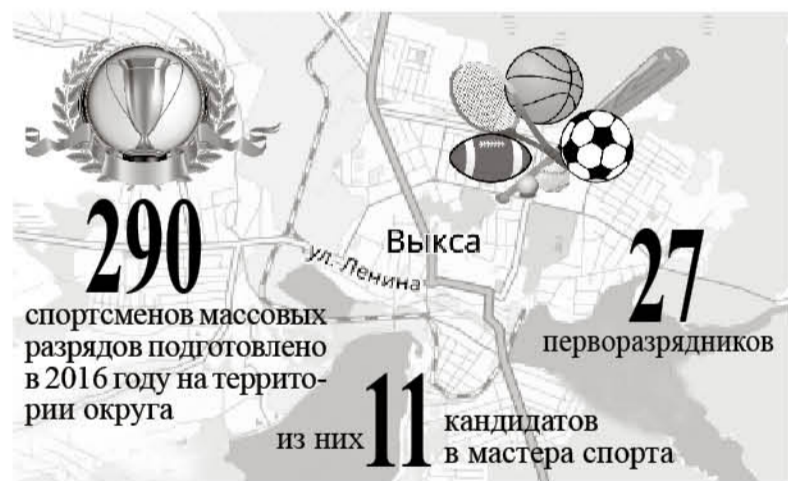 290
спортсменов массовых
разрядов подготовлено
в 2016 году на террито-
рии округа
Выкса
ул. Ленина
27
перворазрядников
из них 11 кандидатов
в мастера спорта